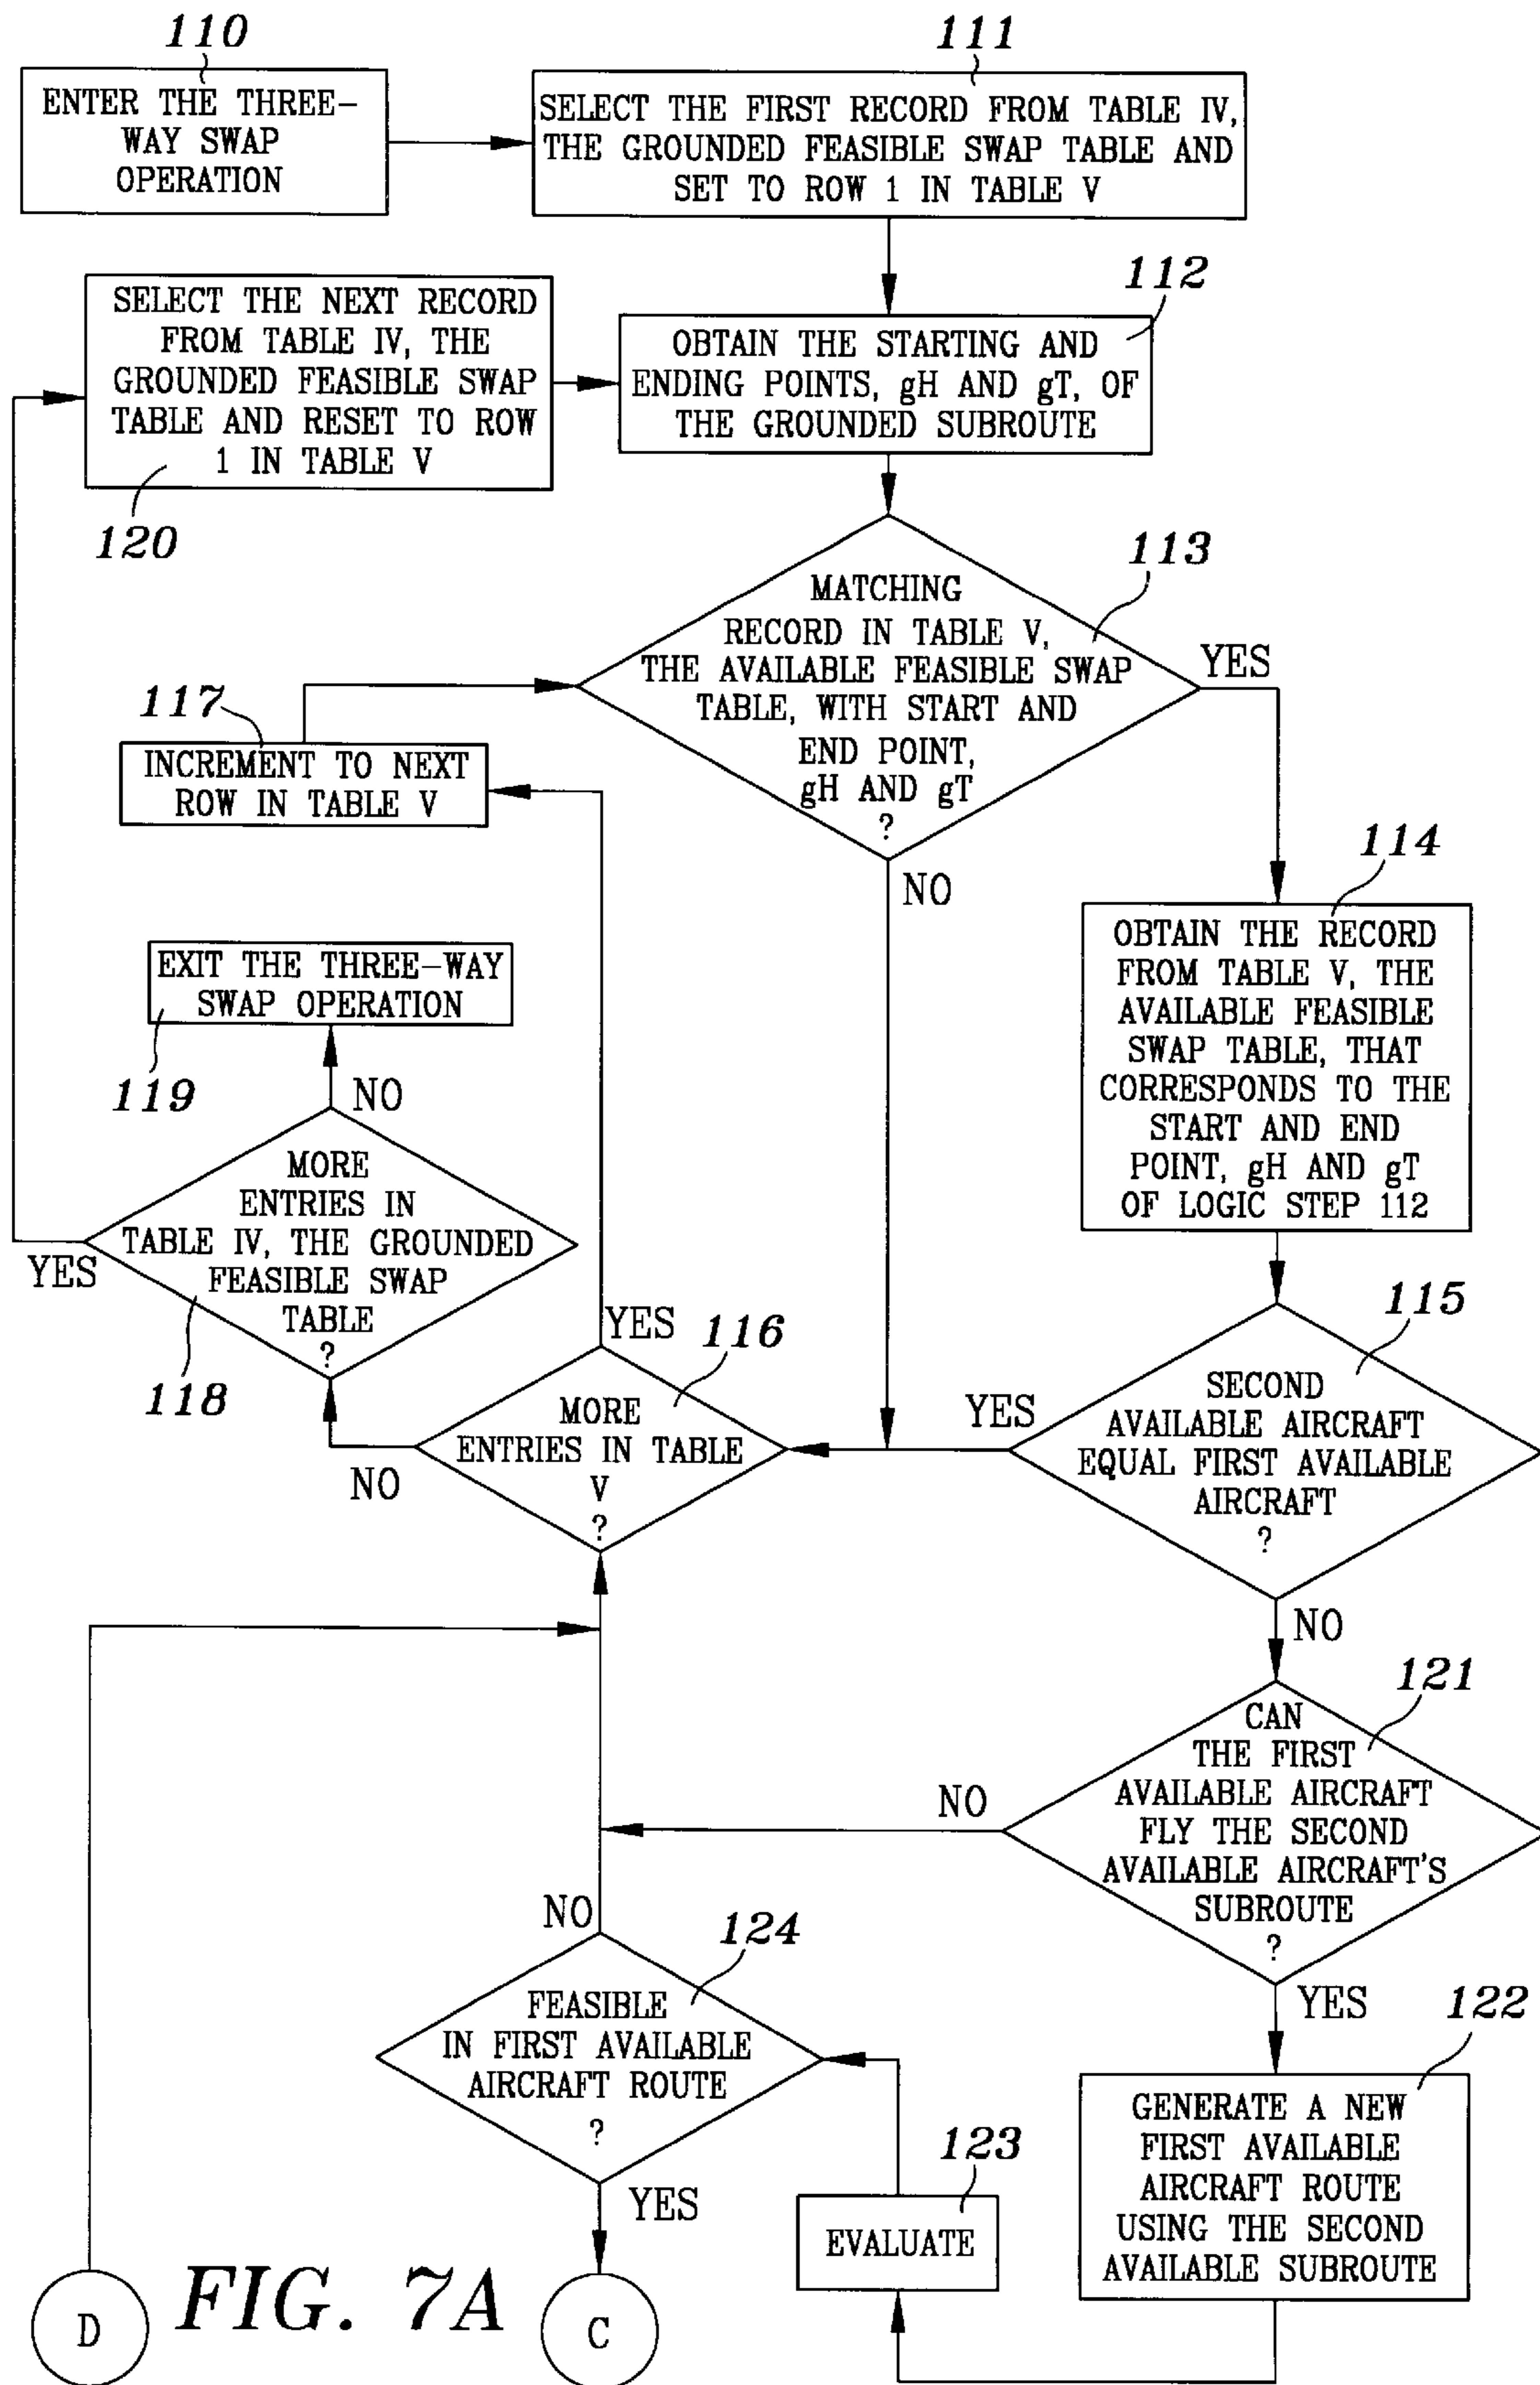 110
ENTER THE THREE-
WAY SWAP
OPERATION
111
SELECT THE FIRST RECORD FROM TABLE IV,
THE GROUNDED FEASIBLE SWAP TABLE AND
SET TO ROW 1 IN TABLE V
112
OBTAIN THE STARTING AND
ENDING POINTS, gH AND gT, OF
THE GROUNDED SUBROUTE
SELECT THE NEXT RECORD
FROM TABLE IV, THE
GROUNDED FEASIBLE SWAP
TABLE AND RESET TO ROW
1 IN TABLE V
120
113
MATCHING
RECORD IN TABLE V,
THE AVAILABLE FEASIBLE SWAP
TABLE, WITH START AND
END POINT,
gH AND gT
?
YES
NO
117
INCREMENT TO NEXT
ROW IN TABLE V
114
OBTAIN THE RECORD
FROM TABLE V, THE
AVAILABLE FEASIBLE
SWAP TABLE, THAT
CORRESPONDS TO THE
START AND END
POINT, gH AND gT
OF LOGIC STEP 112
EXIT THE THREE-WAY
SWAP OPERATION
119
NO
MORE
ENTRIES IN
TABLE IV, THE GROUNDED
FEASIBLE SWAP
TABLE
?
YES
118
YES
116
MORE
ENTRIES IN TABLE
V
?
NO
115
SECOND
AVAILABLE AIRCRAFT
EQUAL FIRST AVAILABLE
AIRCRAFT
?
YES
NO
121
CAN
THE FIRST
AVAILABLE AIRCRAFT
FLY THE SECOND
AVAILABLE AIRCRAFT'S
SUBROUTE
?
NO
YES
122
GENERATE A NEW
FIRST AVAILABLE
AIRCRAFT ROUTE
USING THE SECOND
AVAILABLE SUBROUTE
123
EVALUATE
NO
124
FEASIBLE
IN FIRST AVAILABLE
AIRCRAFT ROUTE
?
YES
D
FIG. 7A
C